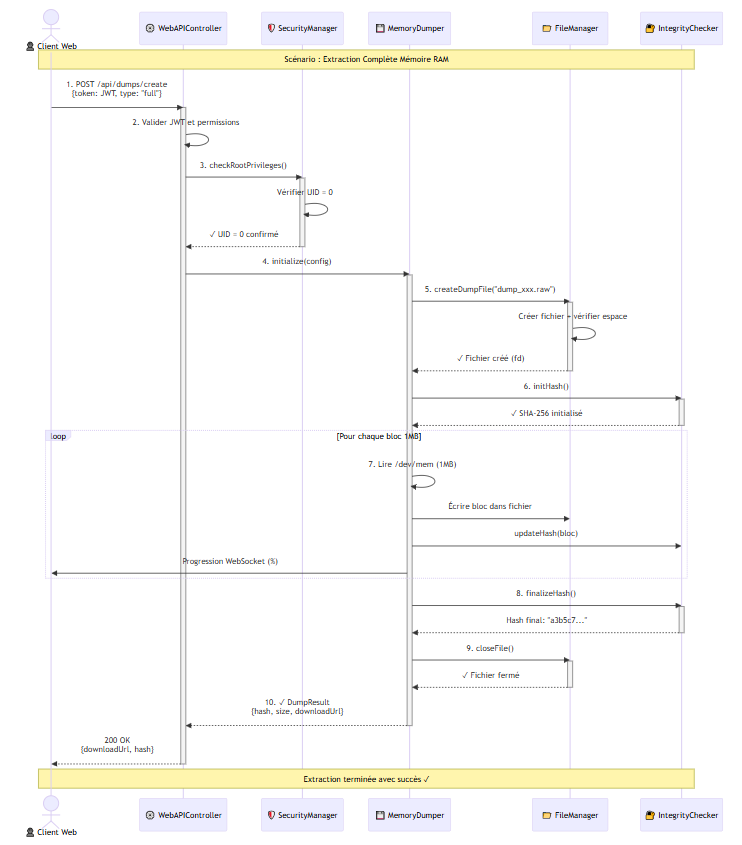 WebAPIController
SecurityManager
MemoryDumper
FileManager
IntegrityChecker
Client Web
Scénario : Extraction Complète Mémoire RAM
1. POST /api/dumps/create
{token: JWT, type: "full"}
2. Valider JWT et permissions
3. checkRootPrivileges()
Vérifier UID = 0
✓ UID = 0 confirmé
4. initialize(config)
5. createDumpFile("dump_xxx.raw")
Créer fichier + vérifier espace
✓ Fichier créé (fd)
6. initHash()
✓ SHA-256 initialisé
loop
[Pour chaque bloc 1MB]
7. Lire /dev/mem (1MB)
Écrire bloc dans fichier
updateHash(bloc)
Progression WebSocket (%)
8. finalizeHash()
Hash final: "a3b5c7..."
9. closeFile()
✓ Fichier fermé
10. ✓ DumpResult
{hash, size, downloadUrl}
200 OK
{downloadUrl, hash}
Extraction terminée avec succès ✓
WebAPIController
SecurityManager
MemoryDumper
FileManager
IntegrityChecker
Client Web